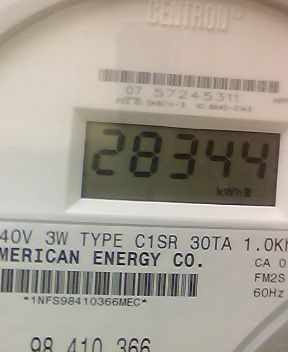 CENTRON
07 57245311
28344
kWh
40V 3W TYPE C1SR 30TA 1.0Kh
MERICAN ENERGY CO.
CA 0
FM2S
60Hz
*1NFS98410366MEC*
98 410 366